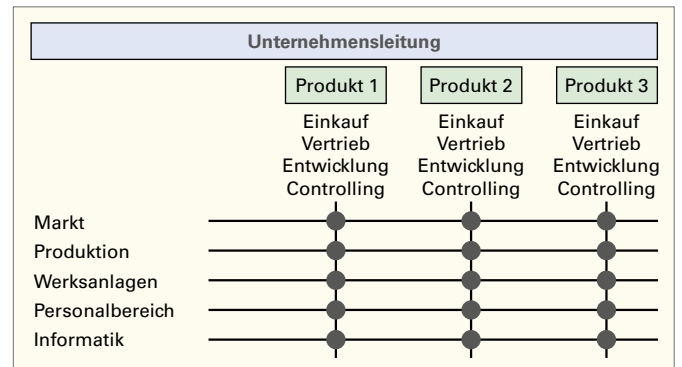 Unternehmensleitung
Produkt 1 Produkt 2 Produkt 3
Einkauf Einkauf Einkauf
Vertrieb Vertrieb Vertrieb
Entwicklung Entwicklung Entwicklung
Controlling Controlling Controlling
Markt
Produktion
Werksanlagen
Personalbereich
Informatik